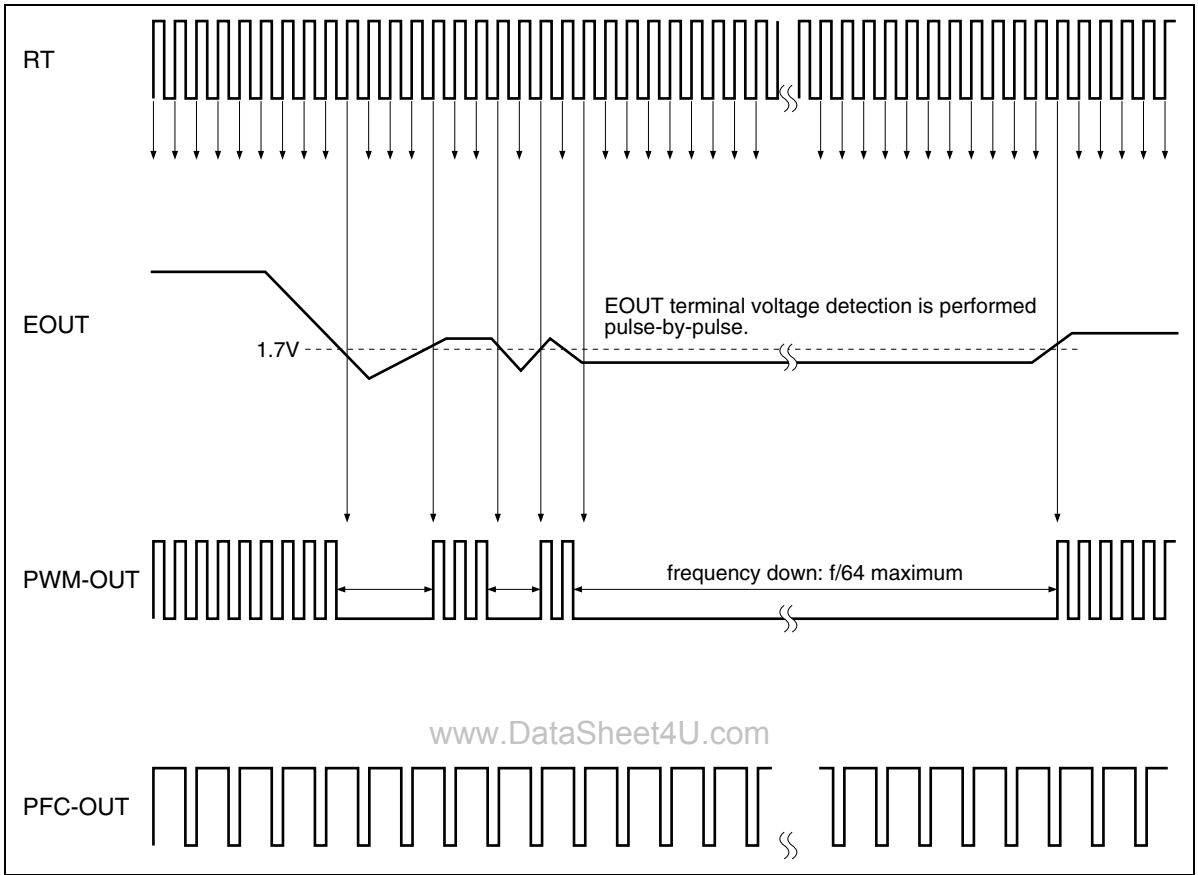 RT
EOUT
EOUT terminal voltage detection is performed
pulse-by-pulse.
1.7V
PWM-OUT
frequency down: f/64 maximum
www.DataSheet4U.com
PFC-OUT